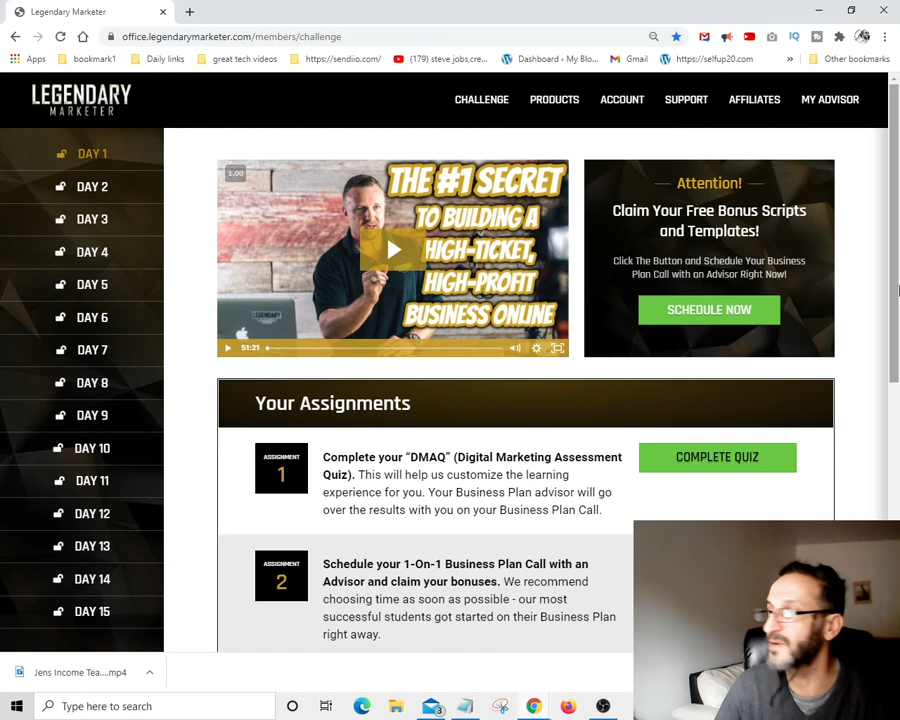 Legendary Marketer
office.legendarymarketer.com/members/challenge
Apps
bookmark1
Daily links
great tech videos
https://sendiio.com/
(179) steve jobs,cre...
Dashboard ‹ My Blo...
Gmail
https://selfup20.com
»
Other bookmarks
LEGENDARY
MARKETER
CHALLENGE
PRODUCTS
ACCOUNT
SUPPORT
AFFILIATES
MY ADVISOR
DAY 1
DAY 2
DAY 3
DAY 4
DAY 5
DAY 6
DAY 7
DAY 8
DAY 9
DAY 10
DAY 11
DAY 12
DAY 13
DAY 14
DAY 15
1.00
THE #1 SECRET
TO BUILDING A
HIGH-TICKET,
HIGH-PROFIT
BUSINESS ONLINE
LEGENDARY
51:21
Attention!
Claim Your Free Bonus Scripts
and Templates!
Click The Button and Schedule Your Business
Plan Call with an Advisor Right Now!
SCHEDULE NOW
Your Assignments
ASSIGNMENT
1
Complete your “DMAQ” (Digital Marketing Assessment
Quiz). This will help us customize the learning
experience for you. Your Business Plan advisor will go
over the results with you on your Business Plan Call.
COMPLETE QUIZ
ASSIGNMENT
2
Schedule your 1-On-1 Business Plan Call with an
Advisor and claim your bonuses. We recommend
choosing time as soon as possible - our most
successful students got started on their Business Plan
right away.
Jens Income Tea....mp4
Type here to search
3